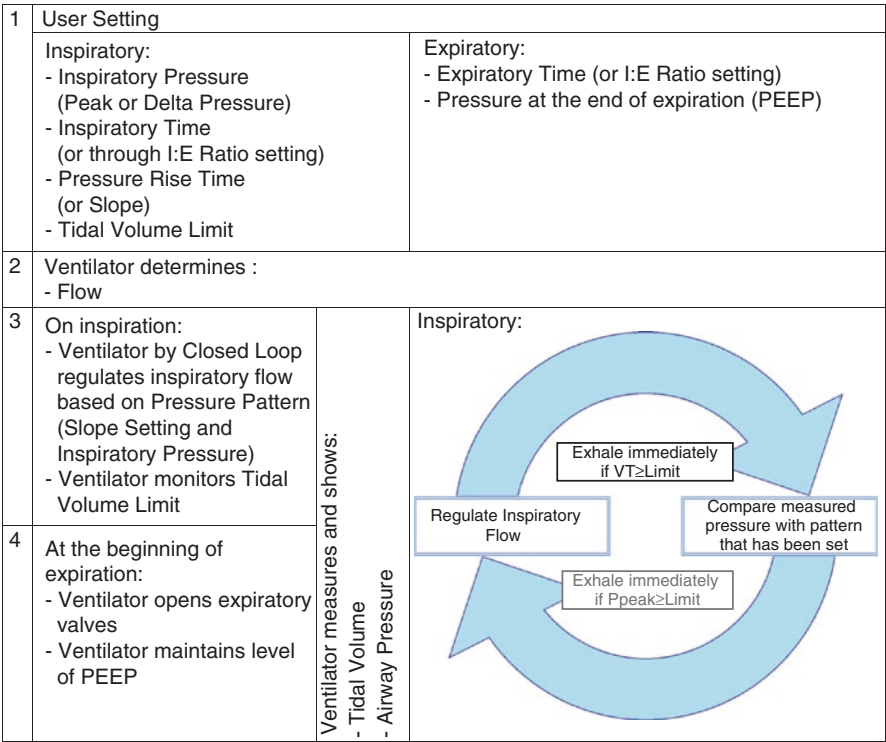 1
User Setting
Inspiratory:
- Inspiratory Pressure
(Peak or Delta Pressure)
- Inspiratory Time
(or through I:E Ratio setting)
- Pressure Rise Time
(or Slope)
- Tidal Volume Limit
Expiratory:
- Expiratory Time (or I:E Ratio setting)
- Pressure at the end of expiration (PEEP)
2
Ventilator determines :
- Flow
3
On inspiration:
- Ventilator by Closed Loop
regulates inspiratory flow
based on Pressure Pattern
(Slope Setting and
Inspiratory Pressure)
- Ventilator monitors Tidal
Volume Limit
4
At the beginning of
expiration:
- Ventilator opens expiratory
valves
- Ventilator maintains level
of PEEP
Ventilator measures and shows:
- Tidal Volume
- Airway Pressure
Inspiratory:
Exhale immediately
if VT≥Limit
Regulate Inspiratory
Flow
Compare measured
pressure with pattern
that has been set
Exhale immediately
if Ppeak≥Limit